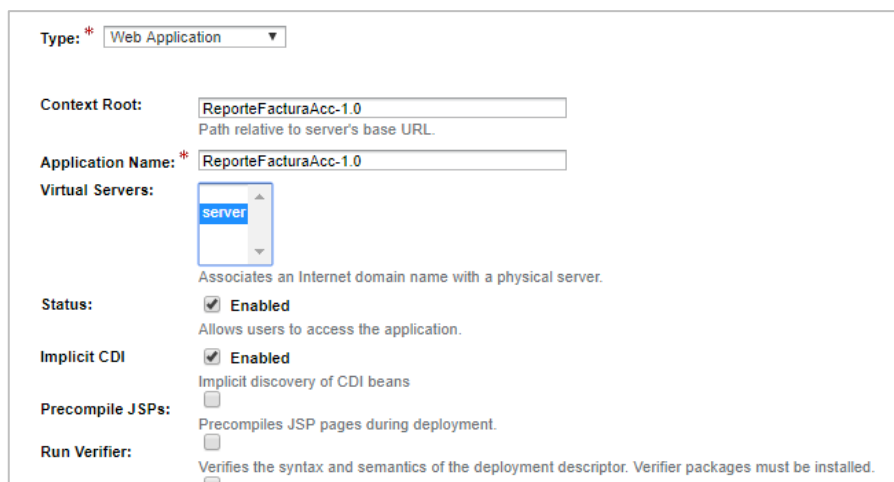 Type: * Web Application
Context Root: ReporteFacturaAcc-1.0
Path relative to server's base URL.
Application Name: * ReporteFacturaAcc-1.0
Virtual Servers:
server
Associates an Internet domain name with a physical server.
Status: Enabled
Allows users to access the application.
Implicit CDI Enabled
Implicit discovery of CDI beans
Precompile JSPs:
Precompiles JSP pages during deployment.
Run Verifier:
Verifies the syntax and semantics of the deployment descriptor. Verifier packages must be installed.